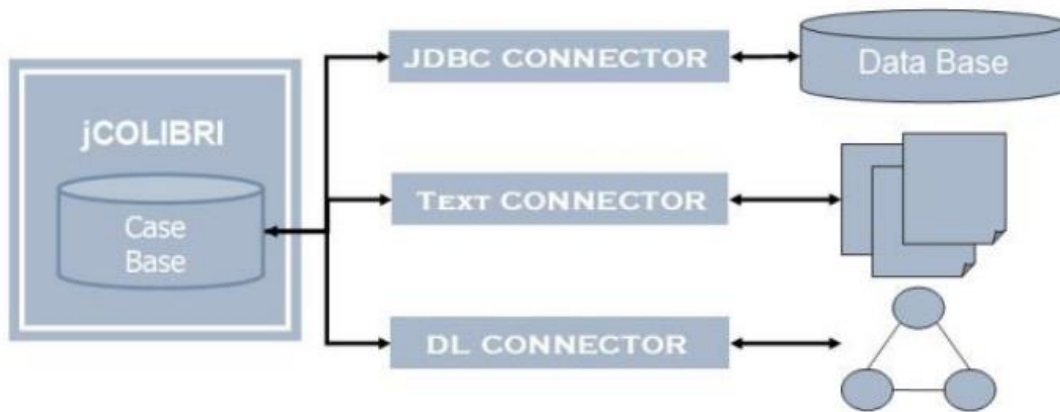 jCOLIBRI
Case
Base
JDBC CONNECTOR
Data Base
TEXT CONNECTOR
DL CONNECTOR